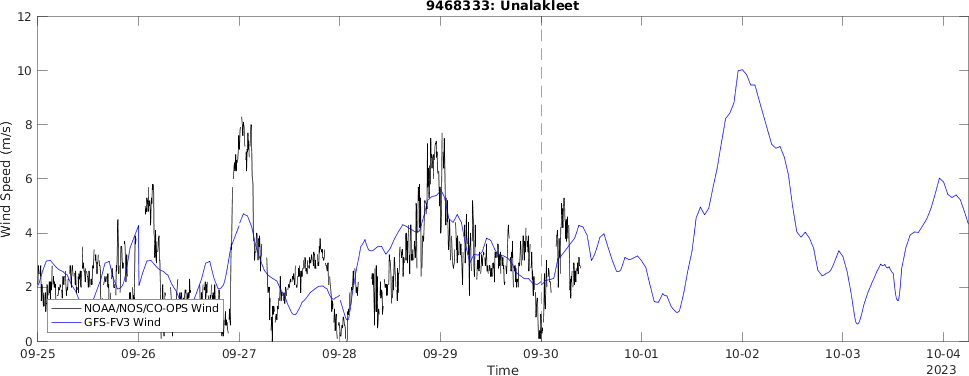 9468333: Unalakleet
Wind Speed (m/s)
12
10
8
6
4
2
0
NOAA/NOS/CO-OPS Wind
GFS-FV3 Wind
09-25 09-26 09-27 09-28 09-29 09-30 10-01 10-02 10-03 10-04
Time
2023